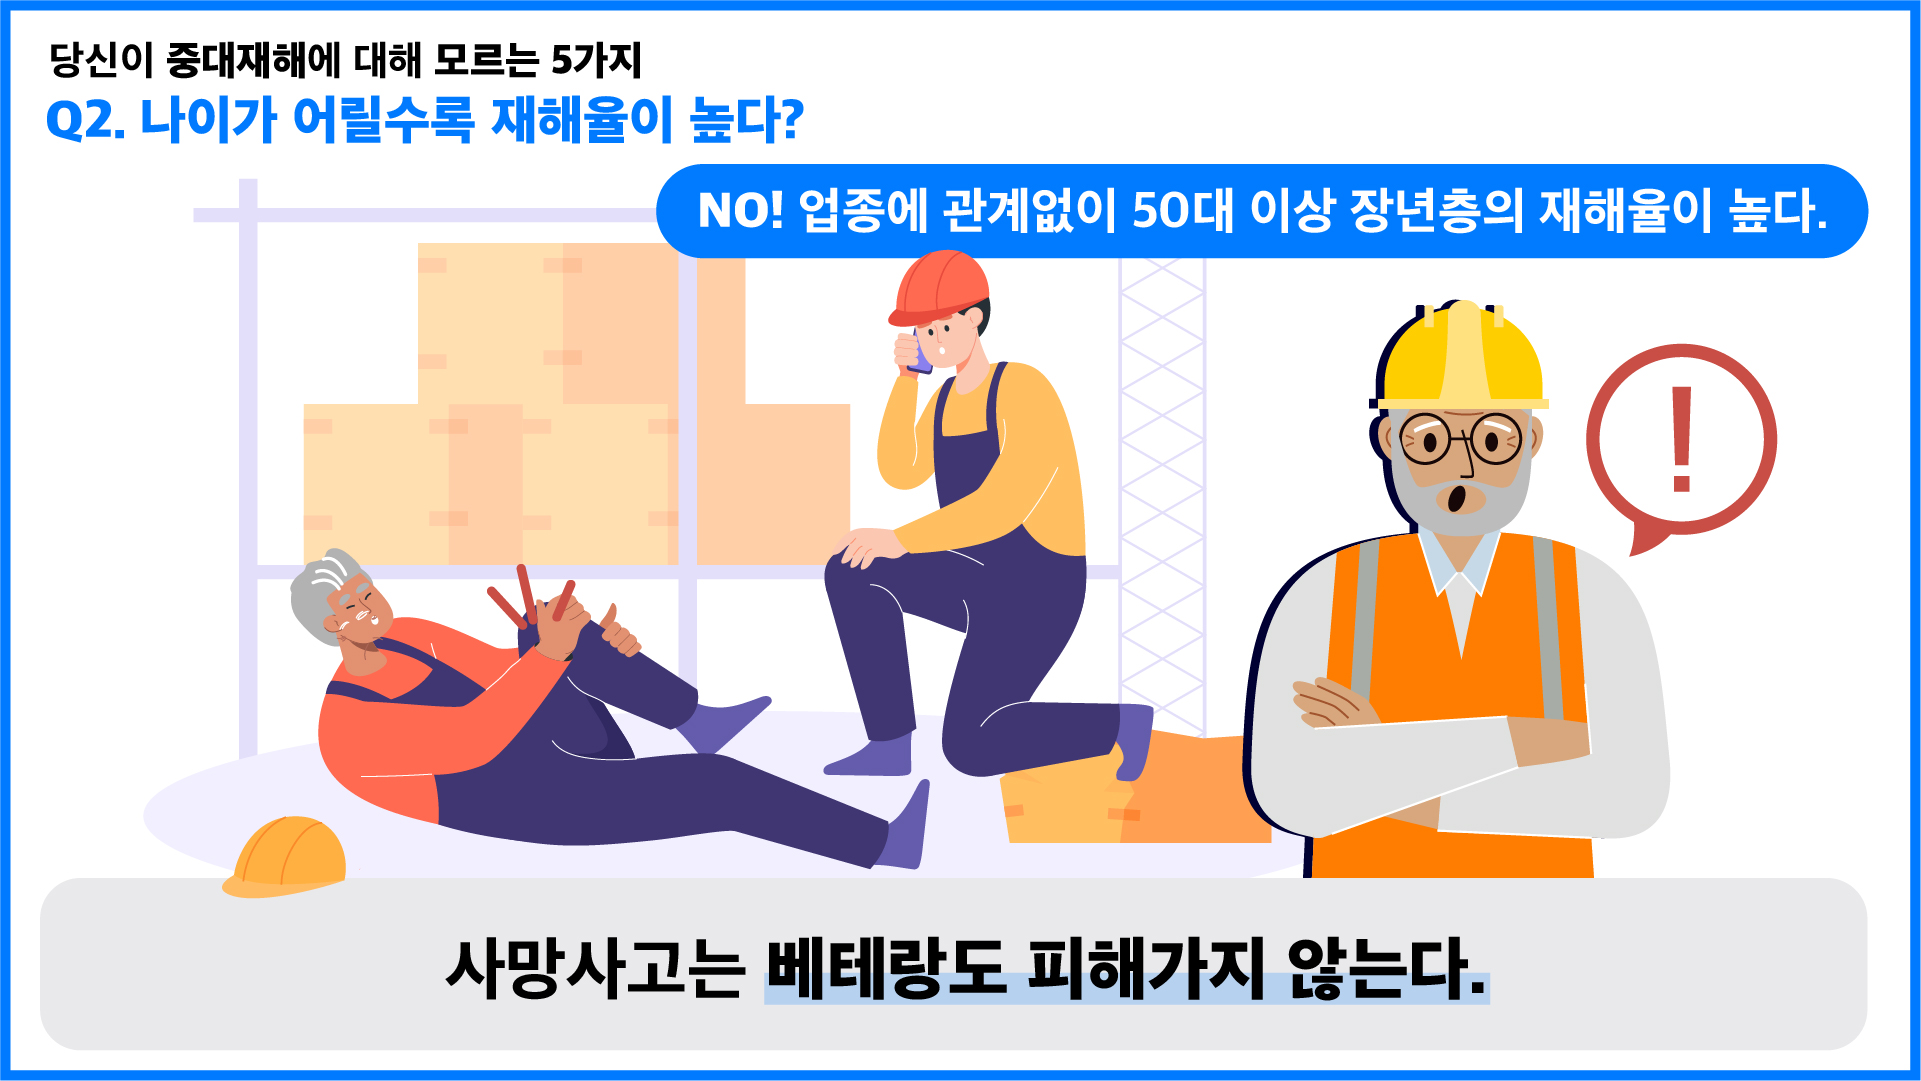 당신이 중대재해에 대해 모르는 5가지
Q2. 나이가 어릴수록 재해율이 높다?
NO! 업종에 관계없이 50대 이상 장년층의 재해율이 높다.
!
사망사고는 베테랑도 피해가지 않는다.